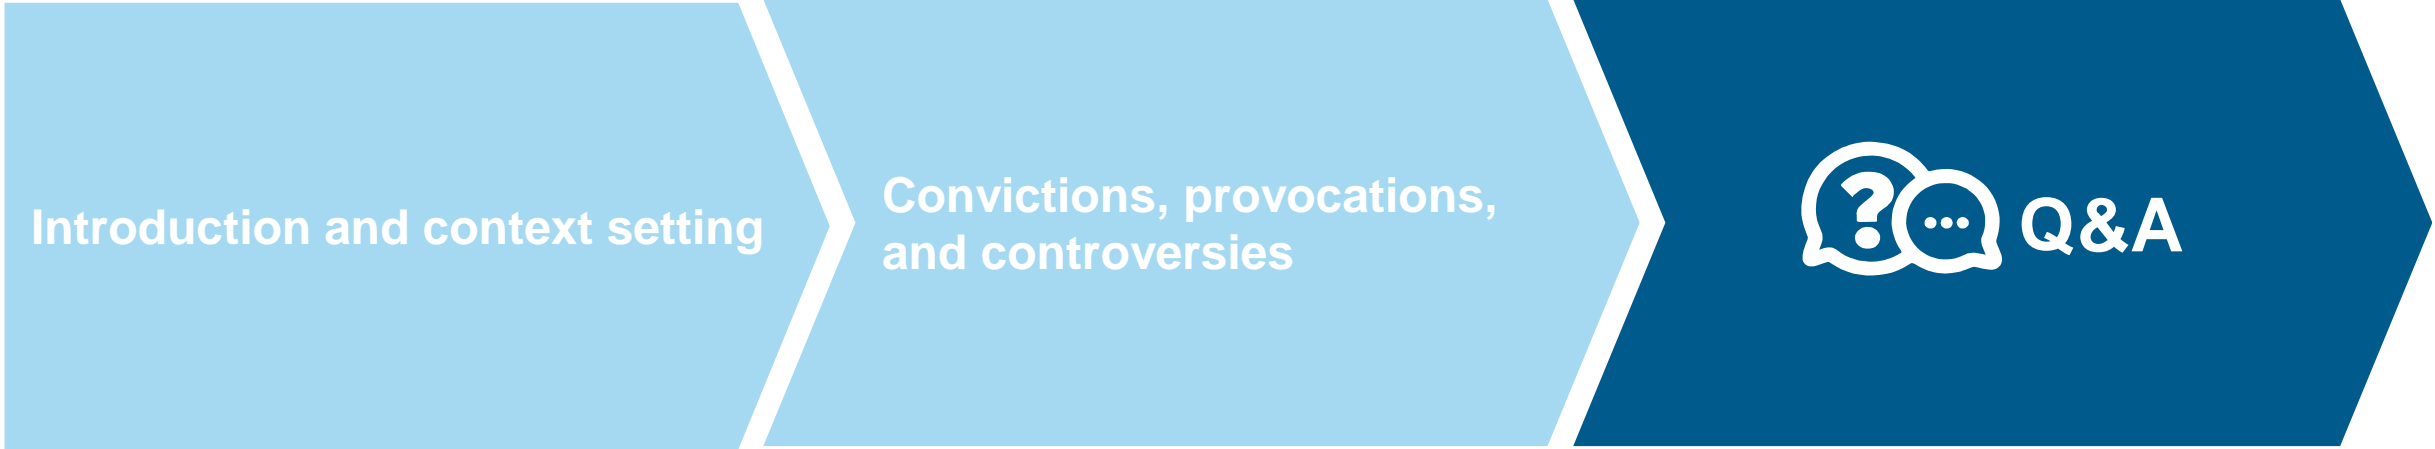 Introduction and context setting
Convictions, provocations,
and controversies
Q&A